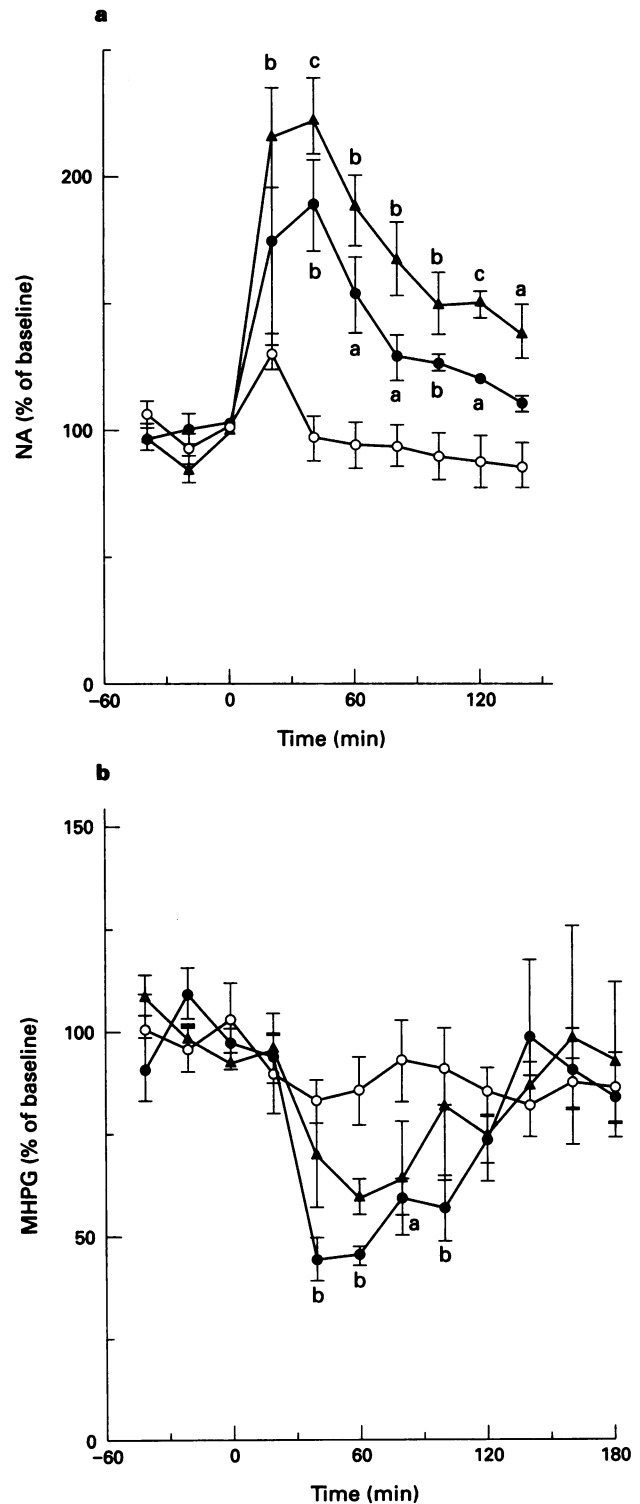 a
b c
b
b
b
c
a
200
b
a
a
b
a
100
0
NA (% of baseline)
−60 0 60 120
Time (min)
b
150
100
50
0
MHPG (% of baseline)
a
b
b
b
−60 0 60 120 180
Time (min)